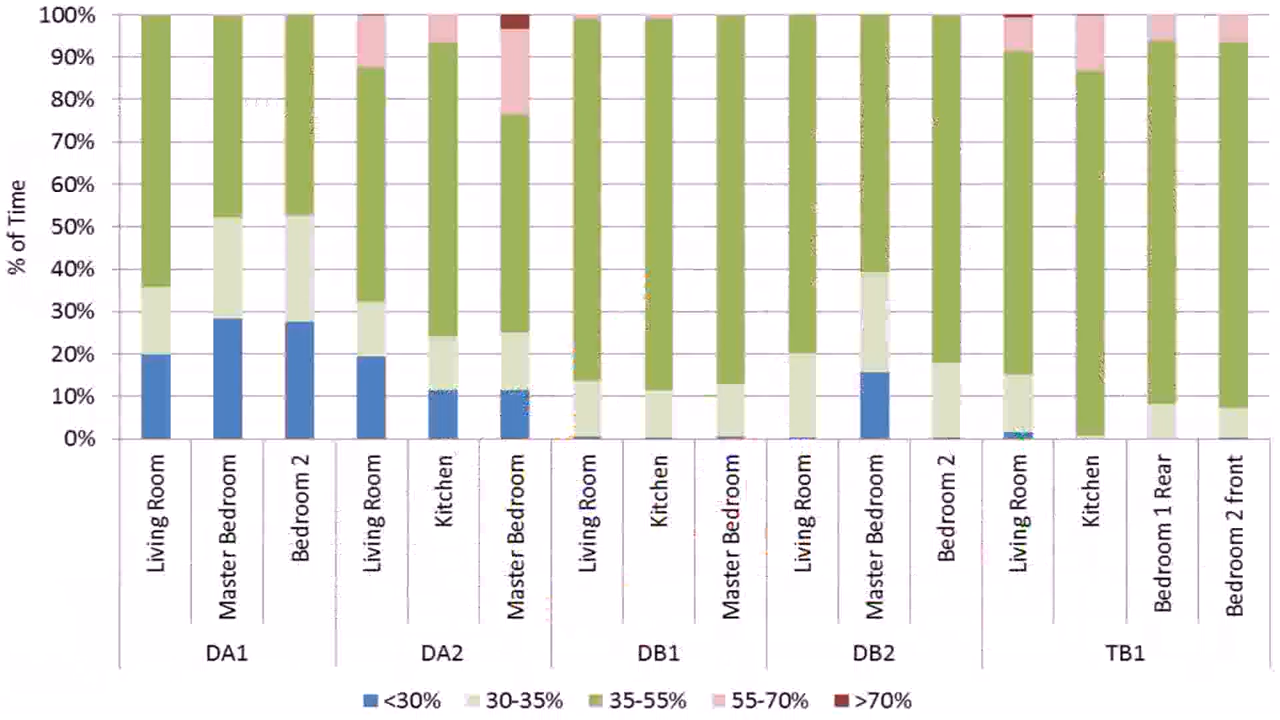 100%
90%
80%
70%
60%
50%
40%
30%
20%
10%
0%
% of Time
Living Room
Master Bedroom
Bedroom 2
Living Room
Kitchen
Master Bedroom
Living Room
Kitchen
Master Bedroom
Living Room
Master Bedroom
Bedroom 2
Living Room
Kitchen
Bedroom 1 Rear
Bedroom 2 front
DA1 DA2 DB1 DB2 TB1
<30% 30-35% 35-55% 55-70% >70%